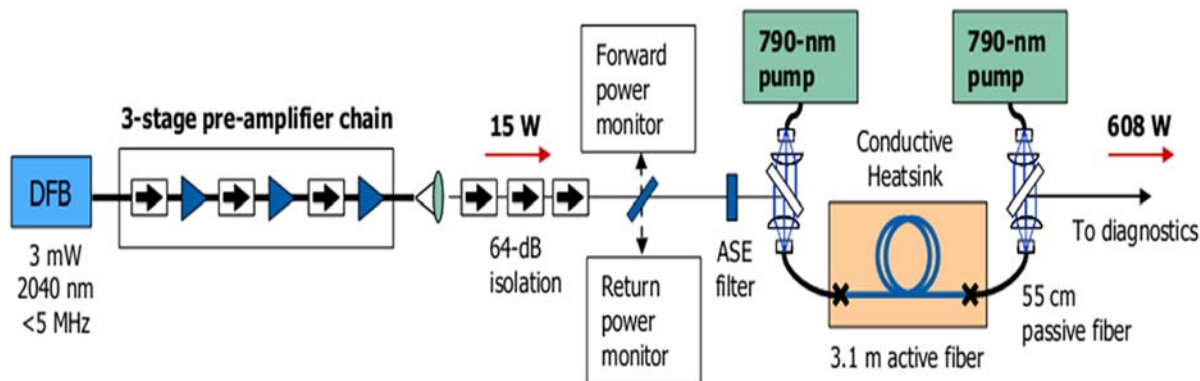 3-stage pre-amplifier chain
DFB
3 mW
2040 nm
<5 MHz
15 W
64-dB
isolation
Forward
power
monitor
Return
power
monitor
ASE
filter
790-nm
pump
Conductive
Heatsink
3.1 m active fiber
790-nm
pump
55 cm
passive fiber
608 W
To diagnostics